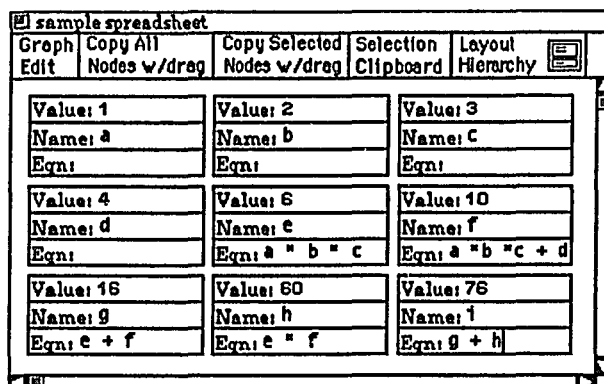 sample spreadsheet
Graph Edit
Copy All Nodes w/drag
Copy Selected Nodes w/drag
Selection Clipboard
Layout Hierarchy
Value: 1
Name: a
Eqn:
Value: 2
Name: b
Eqn:
Value: 3
Name: c
Eqn:
Value: 4
Name: d
Eqn:
Value: 6
Name: e
Eqn: a * b * c
Value: 10
Name: f
Eqn: a *b *c + d
Value: 16
Name: g
Eqn: e + f
Value: 60
Name: h
Eqn: e * f
Value: 76
Name: i
Eqn: g + h